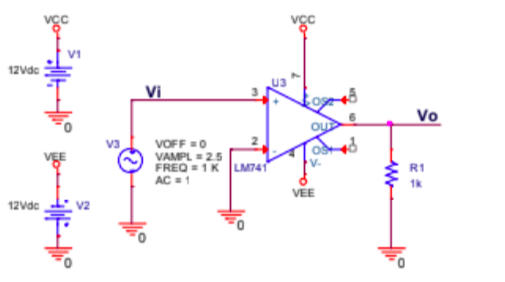 VCC
V1
12Vdc
0
VEE
12Vdc
V2
0
Vi
V3
VOFF = 0
VAMPL = 2.5
FREQ = 1 K
AC = 1
0
VCC
U3
7
3
+
OS2
5
6
OUT
2
-
OS1
1
4
V-
LM741
VEE
0
Vo
R1
1k
0